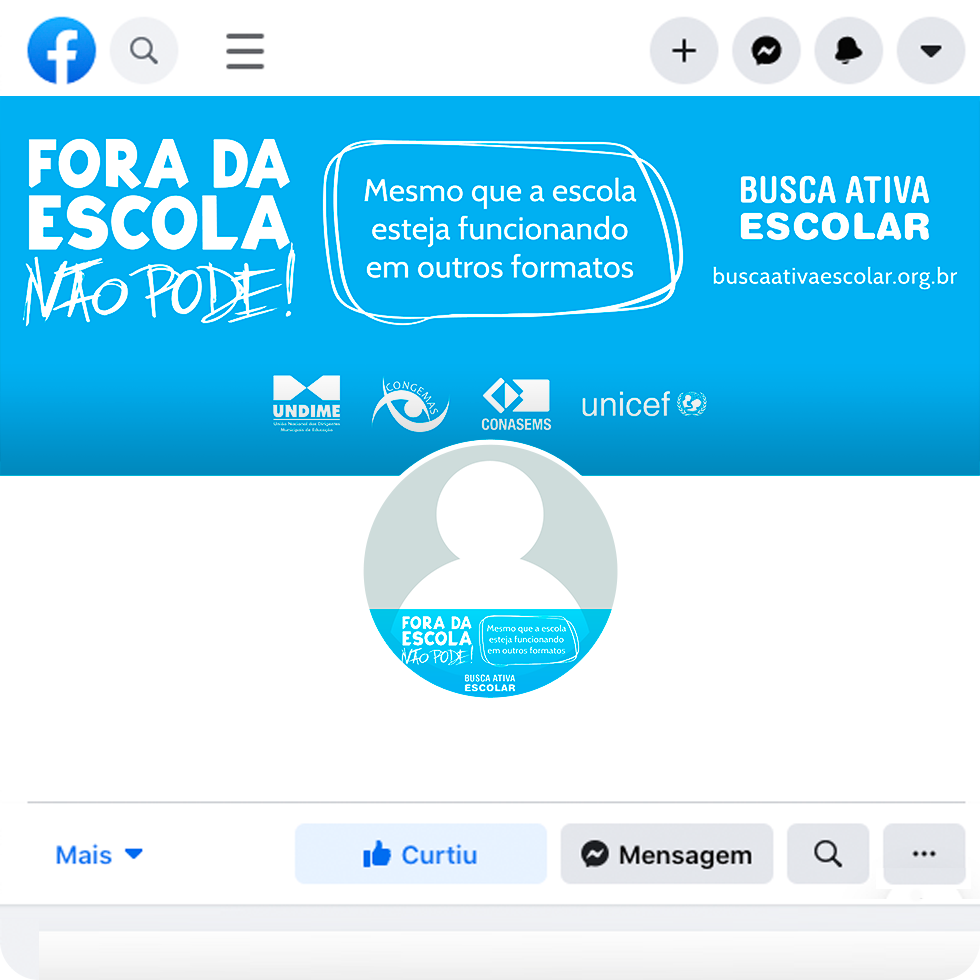 FORA DA
ESCOLA
NÃO PODE!
Mesmo que a escola
esteja funcionando
em outros formatos
BUSCA ATIVA
ESCOLAR
buscaativaescolar.org.br
UNDIME
União Nacional dos Dirigentes
Municipais de Educação
CONGEMAS
CONASEMS
unicef
FORA DA
ESCOLA
NÃO PODE!
Mesmo que a escola
esteja funcionando
em outros formatos
BUSCA ATIVA
ESCOLAR
Mais
Curtiu
Mensagem